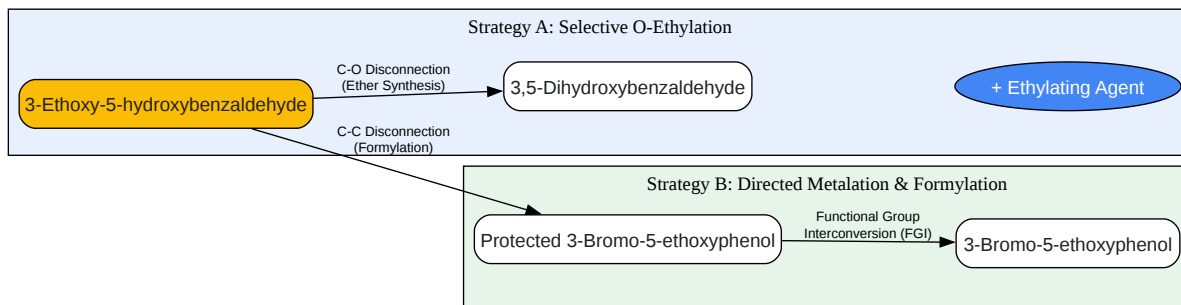 Strategy A: Selective O-Ethylation
3-Ethoxy-5-hydroxybenzaldehyde
C-O Disconnection
(Ether Synthesis)
3,5-Dihydroxybenzaldehyde
+ Ethylating Agent
C-C Disconnection
(Formylation)
Strategy B: Directed Metalation & Formylation
Protected 3-Bromo-5-ethoxyphenol
Functional Group
Interconversion (FGI)
3-Bromo-5-ethoxyphenol